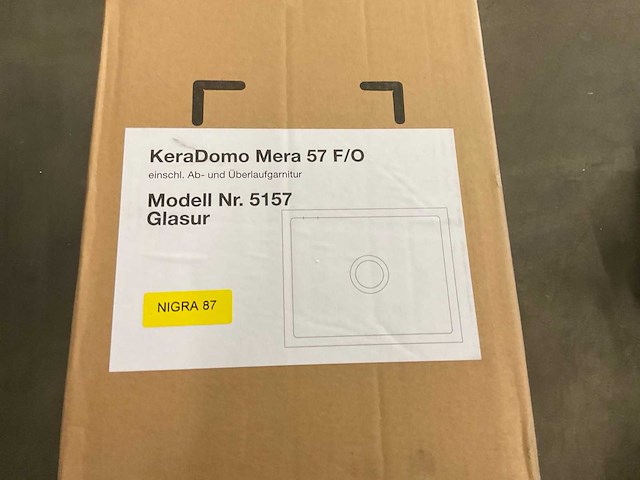 KeraDomo Mera 57 F/O
einschl. Ab- und Überlaufgarnitur
Modell Nr. 5157
Glasur
NIGRA 87